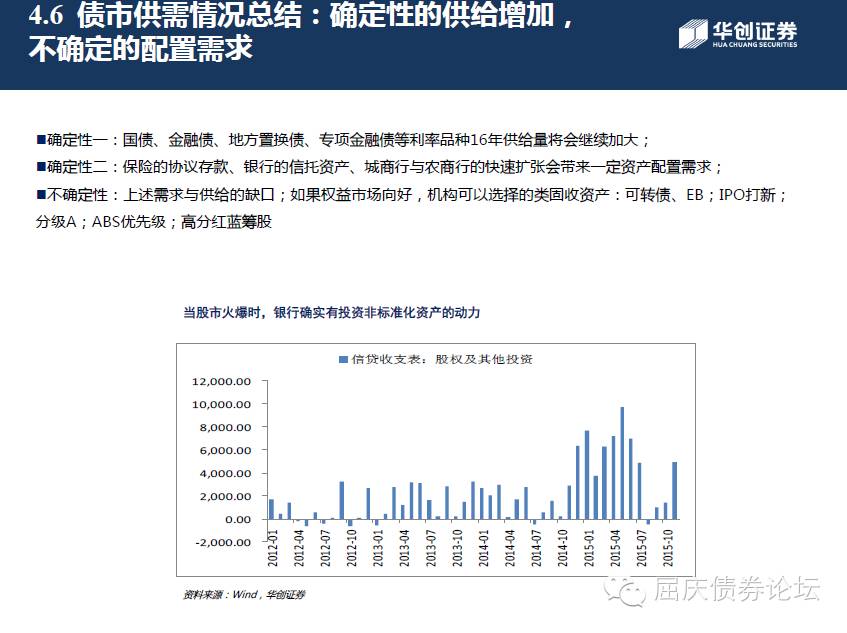 4.6 债市供需情况总结：确定性的供给增加，
不确定的配置需求
华创证券
HUA CHUANG SECURITIES
■确定性一：国债、金融债、地方置换债、专项金融债等利率品种16年供给量将会继续加大；
■确定性二：保险的协议存款、银行的信托资产、城商行与农商行的快速扩张会带来一定资产配置需求；
■不确定性：上述需求与供给的缺口；如果权益市场向好，机构可以选择的类固收资产：可转债、EB；IPO打新；
分级A；ABS优先级；高分红蓝筹股
当股市火爆时，银行确实有投资非标准化资产的动力
信贷收支表：股权及其他投资
12,000.00
10,000.00
8,000.00
6,000.00
4,000.00
2,000.00
0.00
-2,000.00
2012-01
2012-04
2012-07
2012-10
2013-01
2013-04
2013-07
2013-10
2014-01
2014-04
2014-07
2014-10
2015-01
2015-04
2015-07
2015-10
资料来源：Wind，华创证券
屈庆债券论坛